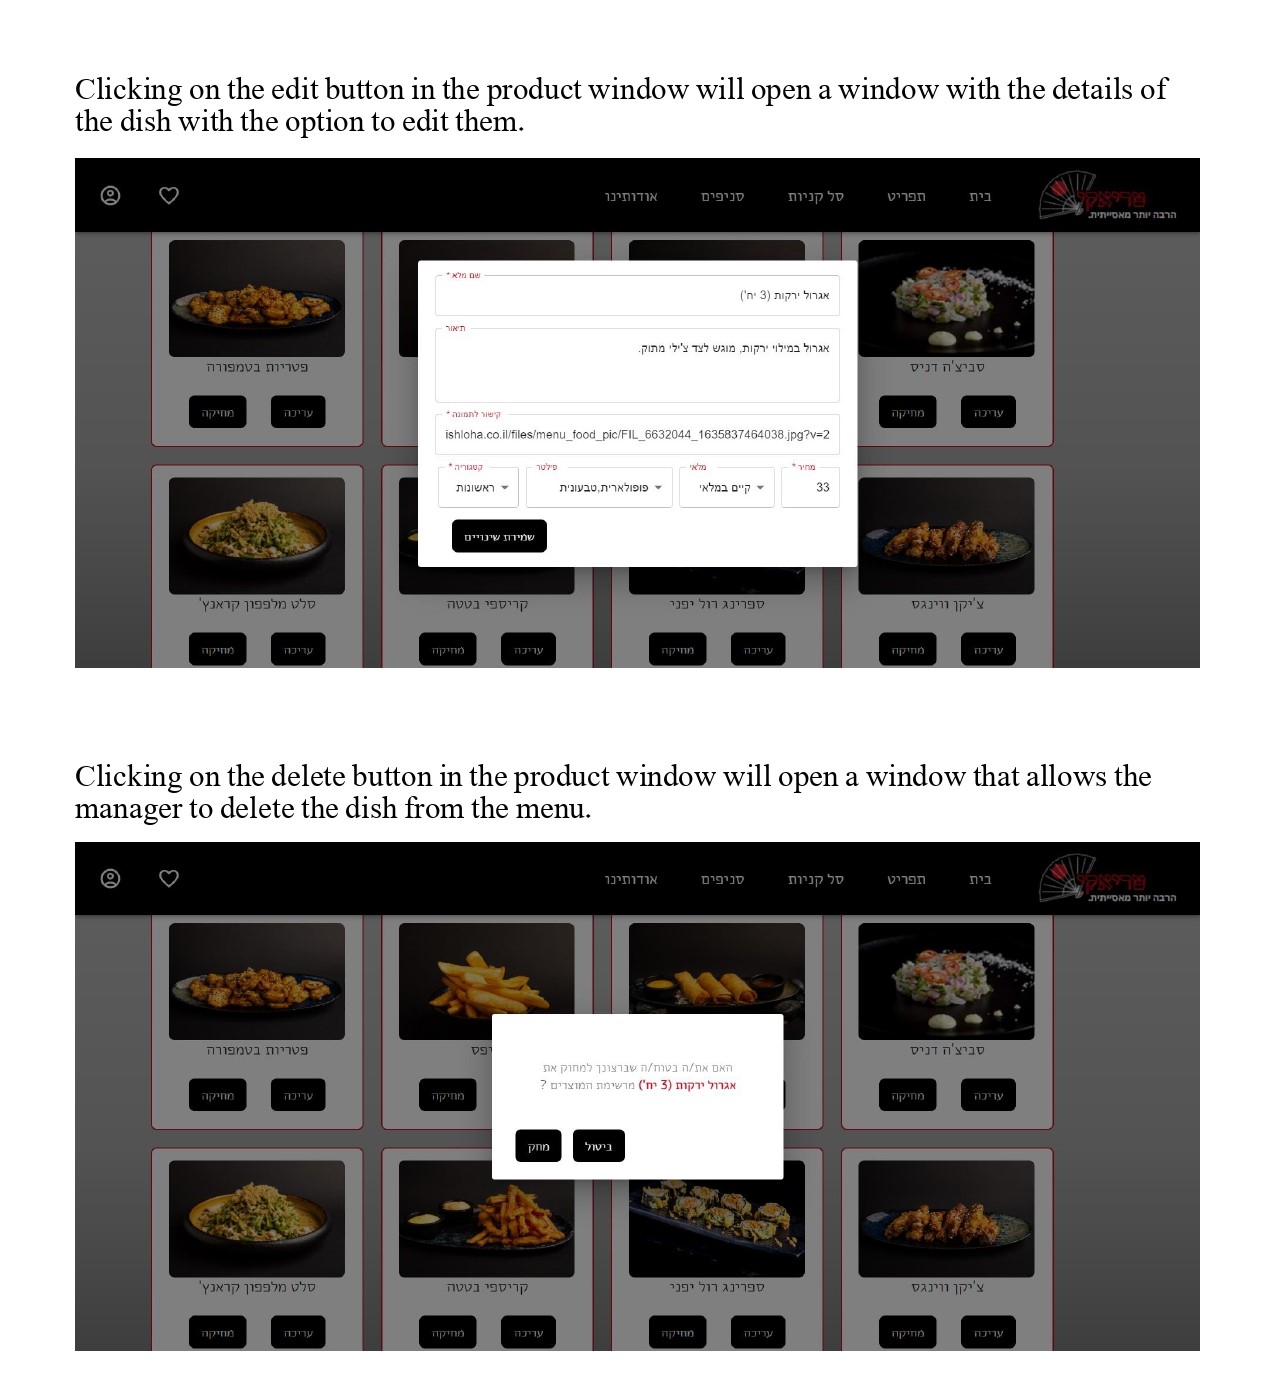 Clicking on the edit button in the product window will open a window with the details of
the dish with the option to edit them.
בית תפריט סל קניות סניפים אודותינו
הרבה יותר מאסייתית.
שם מלא *
אגרול ירקות (3 יח')
תיאור
אגרול במילוי ירקות, מוגש לצד צ'ילי מתוק.
קישור לתמונה *
ishloha.co.il/files/menu_food_pic/FIL_6632044_1635837464038.jpg?v=2
מחיר * מלאי פילטר קטגוריה *
33 קיים במלאי פופולארית,טבעונית ראשונות
שמירת שינויים
סביצ'ה דניס פטריות בטמפורה
עריכה מחיקה עריכה מחיקה
צ'יקן ווינגס ספרינג רול יפני קריספי בטטה סלט מלפפון קראנץ'
עריכה מחיקה עריכה מחיקה עריכה מחיקה עריכה מחיקה
Clicking on the delete button in the product window will open a window that allows the
manager to delete the dish from the menu.
בית תפריט סל קניות סניפים אודותינו
הרבה יותר מאסייתית.
סביצ'ה דניס יפס פטריות בטמפורה
עריכה מחיקה מחיקה עריכה מחיקה
האם את/ה בטוח/ה שברצונך למחוק את
אגרול ירקות (3 יח') מרשימת המוצרים ?
ביטול מחק
צ'יקן ווינגס ספרינג רול יפני קריספי בטטה סלט מלפפון קראנץ'
עריכה מחיקה עריכה מחיקה עריכה מחיקה עריכה מחיקה